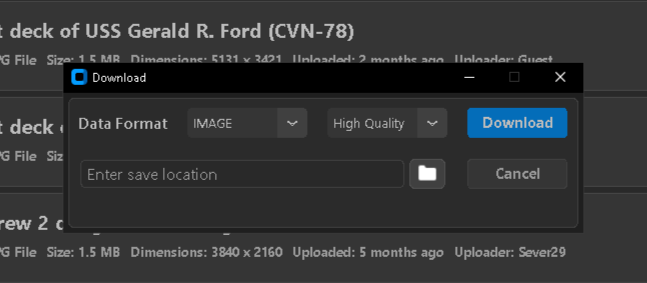 t deck of USS Gerald R. Ford (CVN-78)
G File Size: 1.5 MB Dimensions: 5131 x 3421 Uploaded: 2 months ago Uploader: Guest
Download
Data Format IMAGE High Quality Download
t deck
G File Siz
Enter save location Cancel
rew 2
G File Size: 1.5 MB Dimensions: 3840 x 2160 Uploaded: 5 months ago Uploader: Sever29